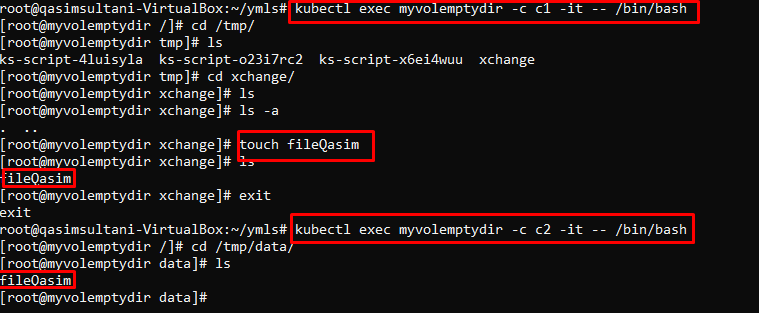 root@qasimsultani-VirtualBox:~/ymls# kubectl exec myvolemptydir -c c1 -it -- /bin/bash
[root@myvolemptydir /]# cd /tmp/
[root@myvolemptydir tmp]# ls
ks-script-4luisyla  ks-script-o23i7rc2  ks-script-x6ei4wuu  xchange
[root@myvolemptydir tmp]# cd xchange/
[root@myvolemptydir xchange]# ls
[root@myvolemptydir xchange]# ls -a
.  ..
[root@myvolemptydir xchange]# touch fileQasim
[root@myvolemptydir xchange]# ls
fileQasim
[root@myvolemptydir xchange]# exit
exit
root@qasimsultani-VirtualBox:~/ymls# kubectl exec myvolemptydir -c c2 -it -- /bin/bash
[root@myvolemptydir /]# cd /tmp/data/
[root@myvolemptydir data]# ls
fileQasim
[root@myvolemptydir data]#